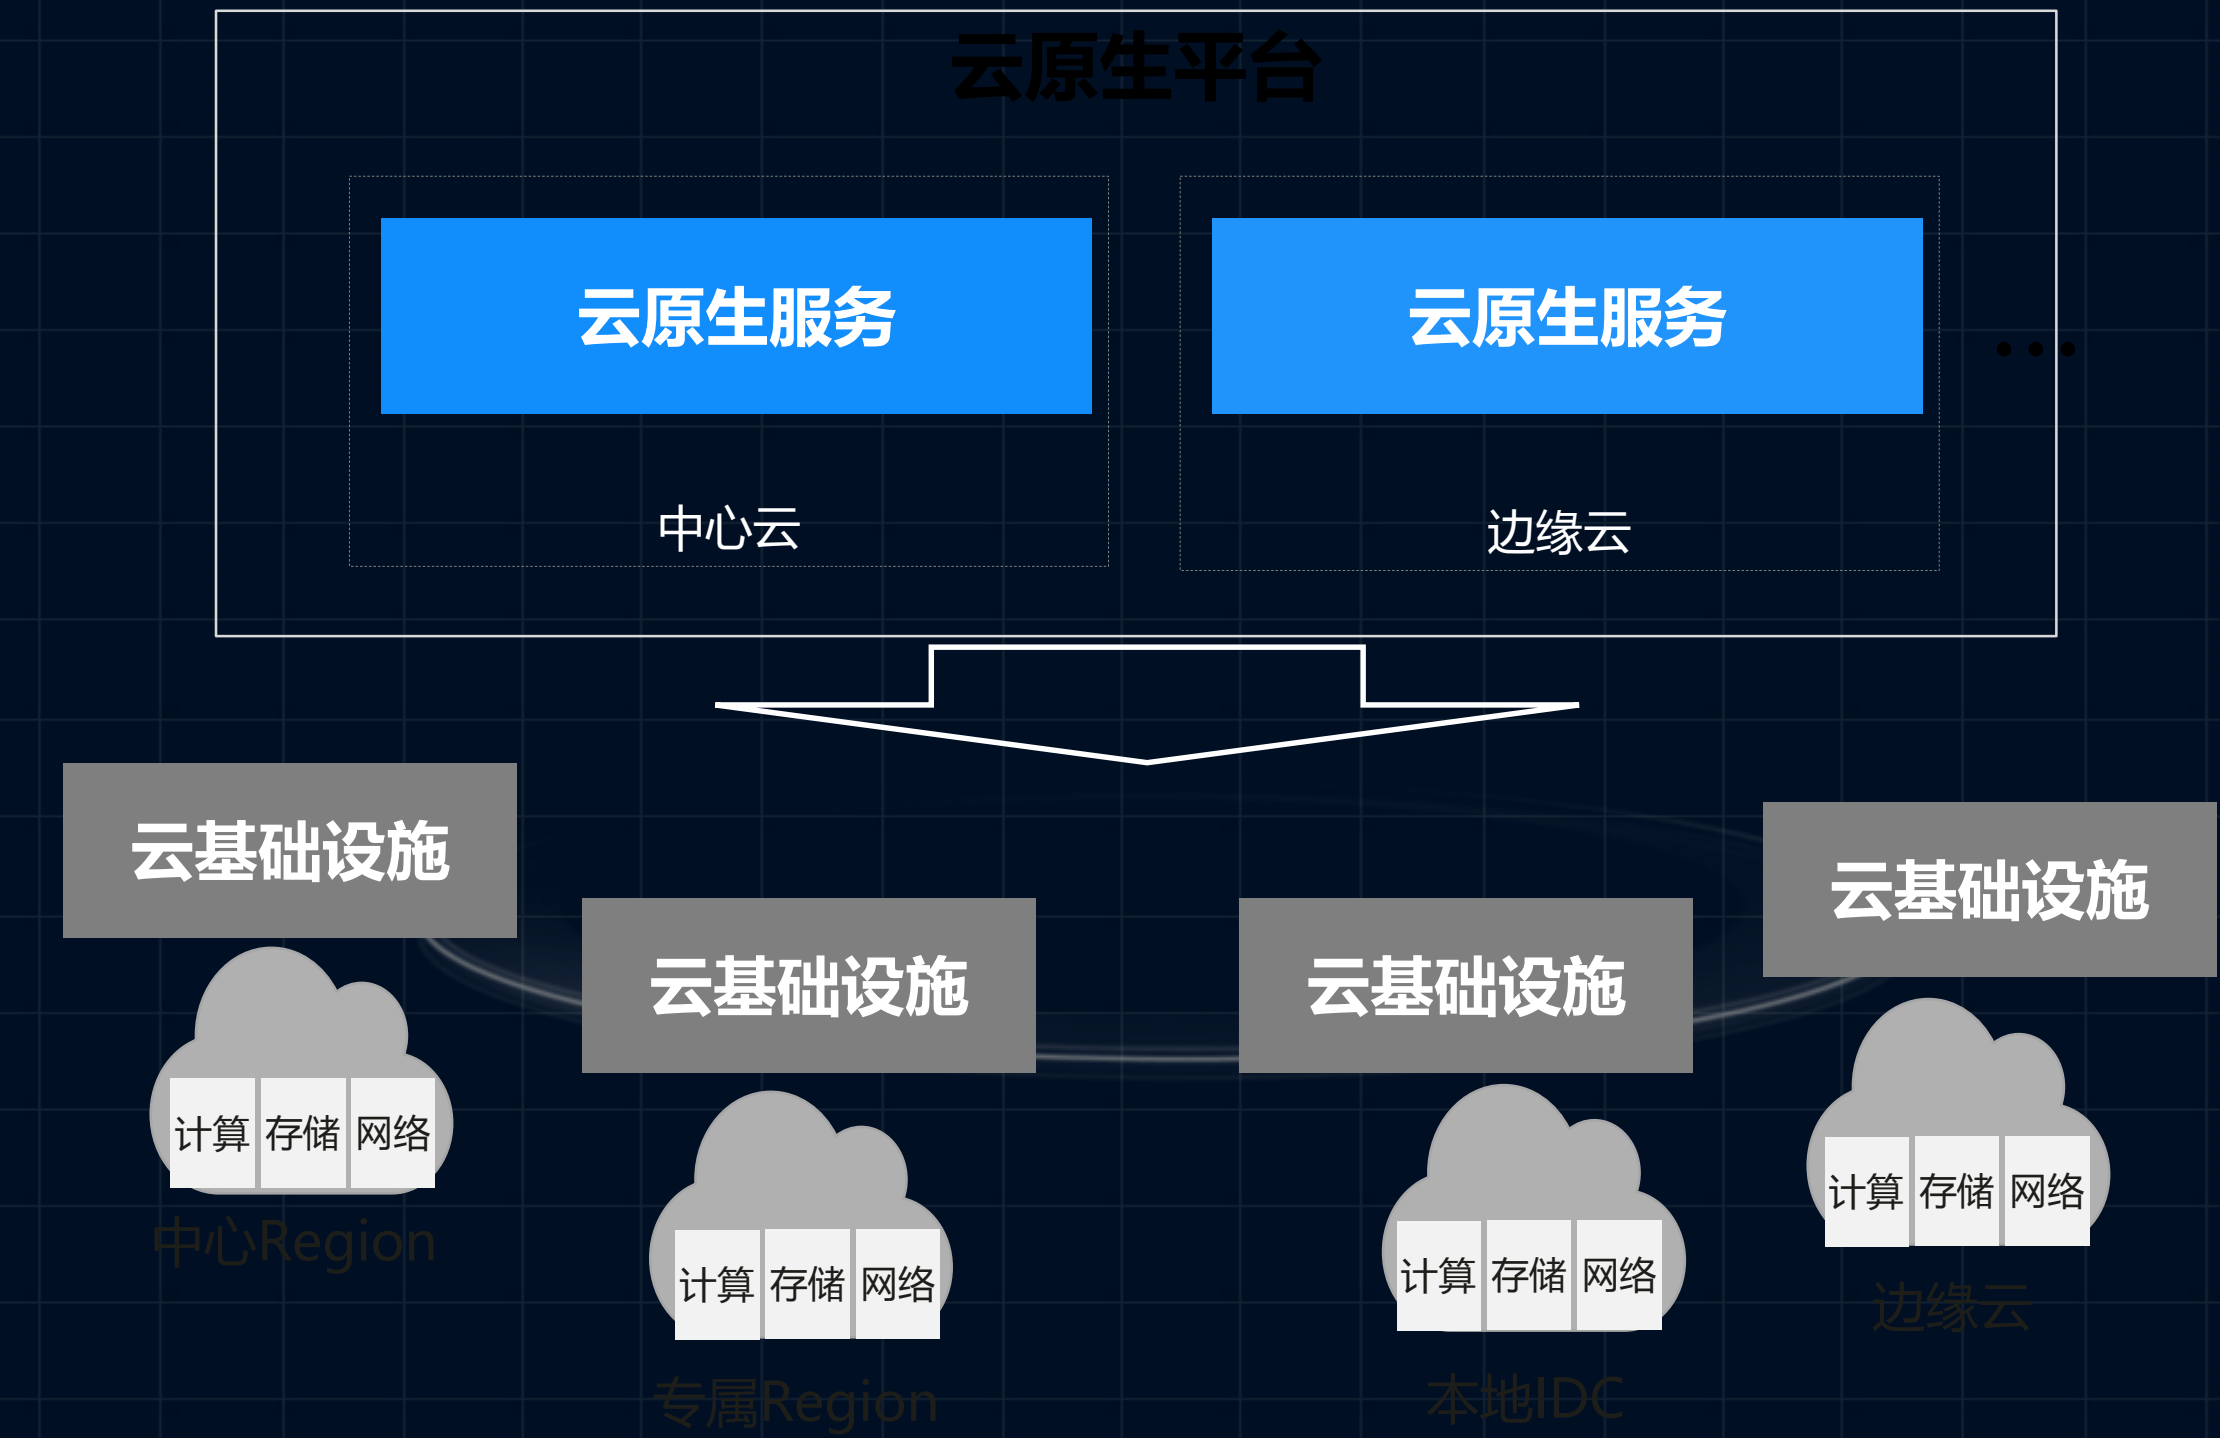 云原生平台
云原生服务
云原生服务
...
中心云
边缘云
云基础设施
云基础设施
云基础设施
云基础设施
计算 存储 网络
中心Region
计算 存储 网络
专属Region
计算 存储 网络
本地IDC
计算 存储 网络
边缘云